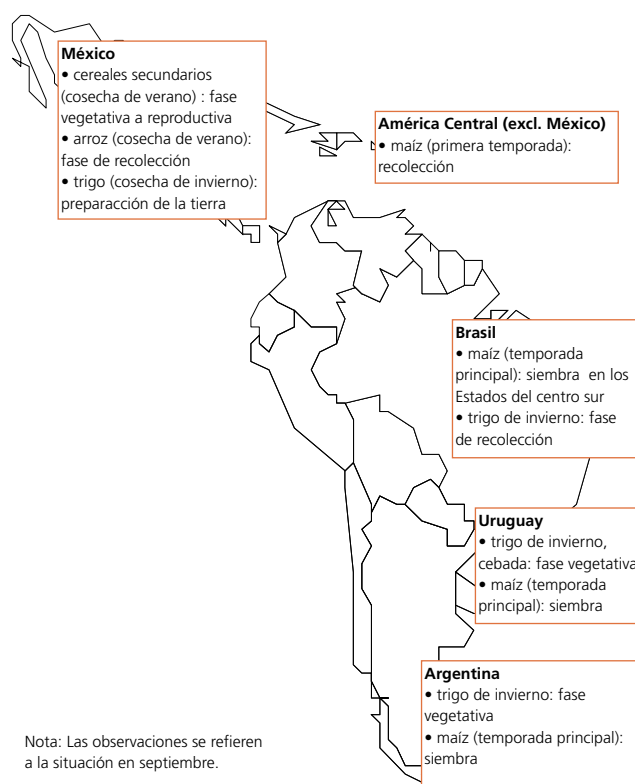 México
• cereales secundarios
(cosecha de verano) : fase
vegetativa a reproductiva
• arroz (cosecha de verano):
fase de recolección
• trigo (cosecha de invierno):
preparacción de la tierra
América Central (excl. México)
• maíz (primera temporada):
recolección
Brasil
• maíz (temporada
principal): siembra en los
Estados del centro sur
• trigo de invierno: fase
de recolección
Uruguay
• trigo de invierno,
cebada: fase vegetativa
• maíz (temporada
principal): siembra
Argentina
• trigo de invierno: fase
vegetativa
• maíz (temporada principal):
siembra
Nota: Las observaciones se refieren
a la situación en septiembre.